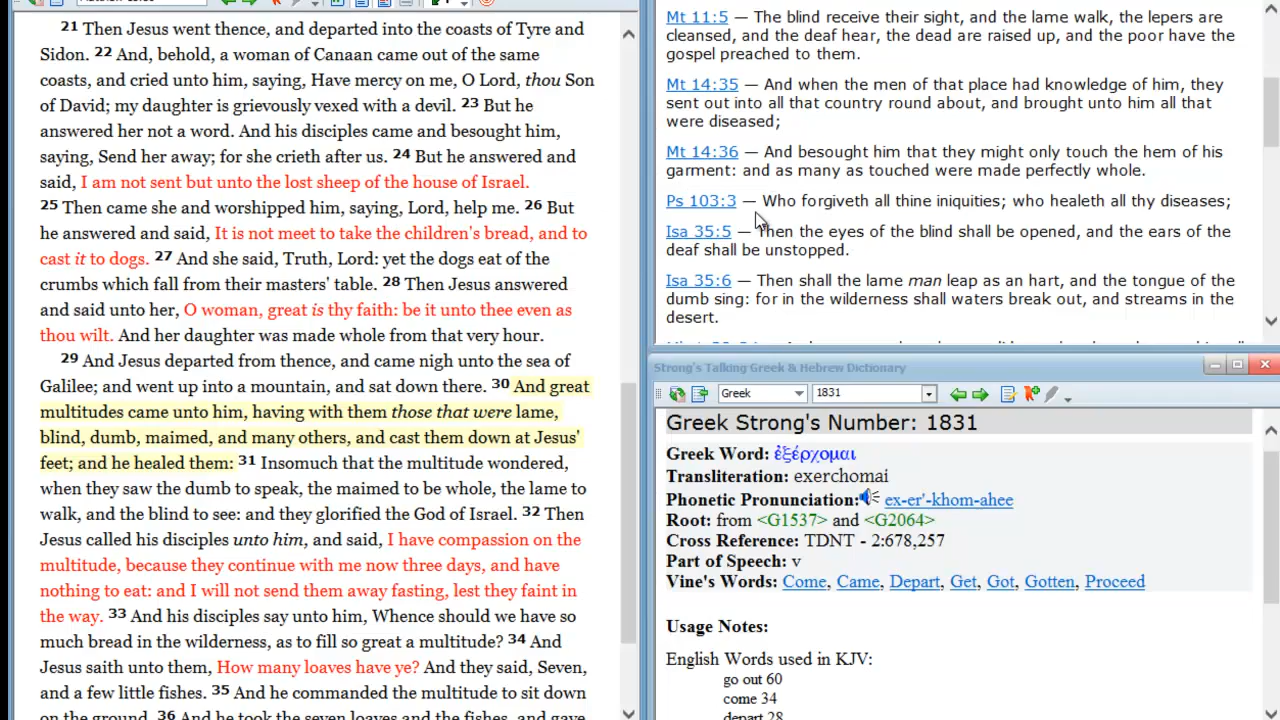 21 Then Jesus went thence, and departed into the coasts of Tyre and
Sidon. 22 And, behold, a woman of Canaan came out of the same
coasts, and cried unto him, saying, Have mercy on me, O Lord, thou Son
of David; my daughter is grievously vexed with a devil. 23 But he
answered her not a word. And his disciples came and besought him,
saying, Send her away; for she crieth after us. 24 But he answered and
said, I am not sent but unto the lost sheep of the house of Israel.
25 Then came she and worshipped him, saying, Lord, help me. 26 But
he answered and said, It is not meet to take the children's bread, and to
cast it to dogs. 27 And she said, Truth, Lord: yet the dogs eat of the
crumbs which fall from their masters' table. 28 Then Jesus answered
and said unto her, O woman, great is thy faith: be it unto thee even as
thou wilt. And her daughter was made whole from that very hour.
29 And Jesus departed from thence, and came nigh unto the sea of
Galilee; and went up into a mountain, and sat down there. 30 And great
multitudes came unto him, having with them those that were lame,
blind, dumb, maimed, and many others, and cast them down at Jesus'
feet; and he healed them: 31 Insomuch that the multitude wondered,
when they saw the dumb to speak, the maimed to be whole, the lame to
walk, and the blind to see: and they glorified the God of Israel. 32 Then
Jesus called his disciples unto him, and said, I have compassion on the
multitude, because they continue with me now three days, and have
nothing to eat: and I will not send them away fasting, lest they faint in
the way. 33 And his disciples say unto him, Whence should we have so
much bread in the wilderness, as to fill so great a multitude? 34 And
Jesus saith unto them, How many loaves have ye? And they said, Seven,
and a few little fishes. 35 And he commanded the multitude to sit down
on the ground. 36 And he took the seven loaves and the fishes, and gave
Mt 11:5 — The blind receive their sight, and the lame walk, the lepers are
cleansed, and the deaf hear, the dead are raised up, and the poor have the
gospel preached to them.
Mt 14:35 — And when the men of that place had knowledge of him, they
sent out into all that country round about, and brought unto him all that
were diseased;
Mt 14:36 — And besought him that they might only touch the hem of his
garment: and as many as touched were made perfectly whole.
Ps 103:3 — Who forgiveth all thine iniquities; who healeth all thy diseases;
Isa 35:5 — Then the eyes of the blind shall be opened, and the ears of the
deaf shall be unstopped.
Isa 35:6 — Then shall the lame man leap as an hart, and the tongue of the
dumb sing: for in the wilderness shall waters break out, and streams in the
desert.
Strong's Talking Greek & Hebrew Dictionary
Greek 1831
Greek Strong's Number: 1831
Greek Word: ἐξέρχομαι
Transliteration: exerchomai
Phonetic Pronunciation: ex-er'-khom-ahee
Root: from <G1537> and <G2064>
Cross Reference: TDNT - 2:678,257
Part of Speech: v
Vine's Words: Come, Came, Depart, Get, Got, Gotten, Proceed
Usage Notes:
English Words used in KJV:
go out 60
come 34
depart 28